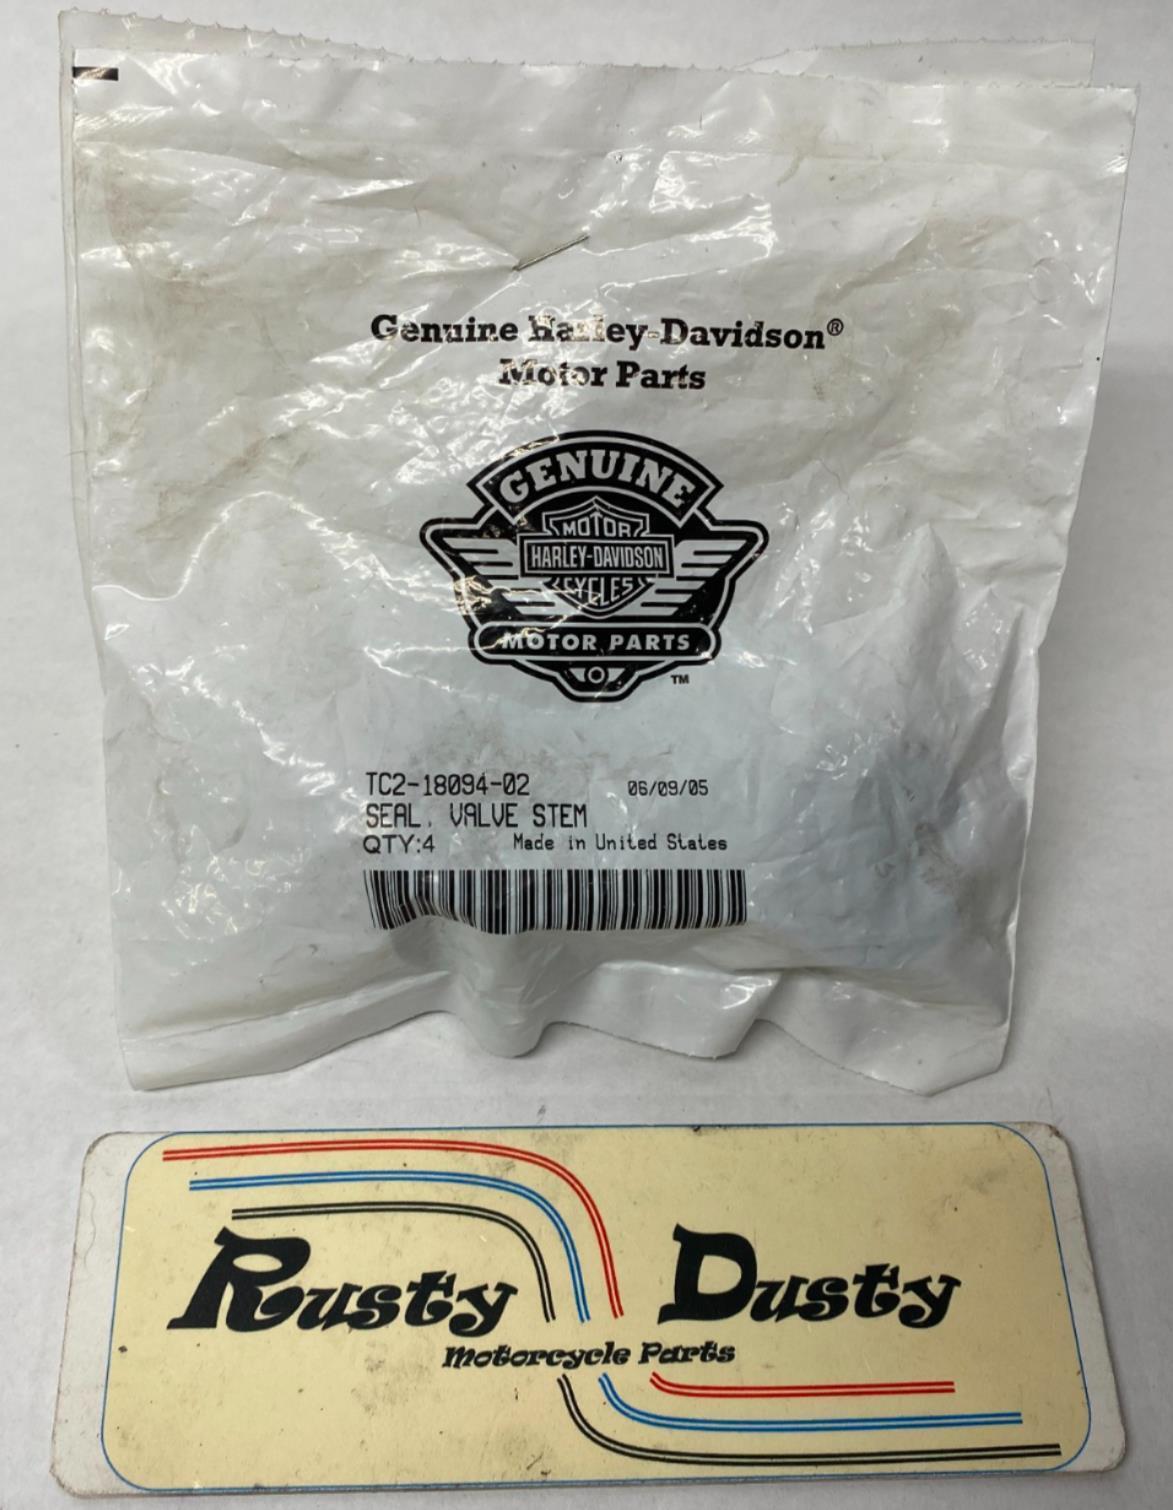 Genuine Harley-Davidson®
Motor Parts
GENUINE
MOTOR
HARLEY-DAVIDSON
CYCLES
MOTOR PARTS
TM
TC2-18094-02 06/09/05
SEAL, VALVE STEM
QTY:4 Made in United States
Rusty Dusty
Motorcycle Parts